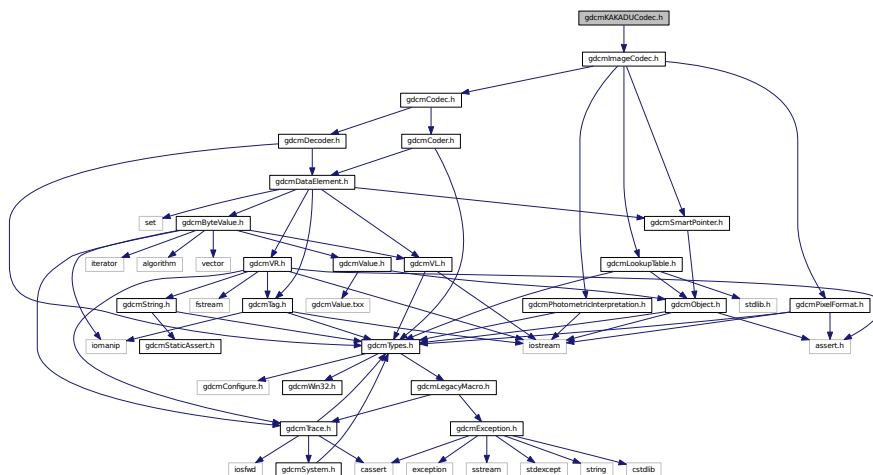 gdcmKAKADUCodec.h
gdcmImageCodec.h
gdcmCodec.h
gdcmDecoder.h
gdcmCoder.h
gdcmDataElement.h
set
gdcmByteValue.h
gdcmSmartPointer.h
iterator
algorithm
vector
gdcmVR.h
gdcmValue.h
gdcmVL.h
gdcmLookupTable.h
gdcmString.h
fstream
gdcmTag.h
gdcmValue.txx
gdcmPhotometricInterpretation.h
gdcmObject.h
stdlib.h
gdcmPixelFormat.h
iomanip
gdcmStaticAssert.h
gdcmTypes.h
iostream
assert.h
gdcmConfigure.h
gdcmWin32.h
gdcmLegacyMacro.h
gdcmTrace.h
gdcmException.h
iosfwd
gdcmSystem.h
cassert
exception
sstream
stdexcept
string
cstdlib